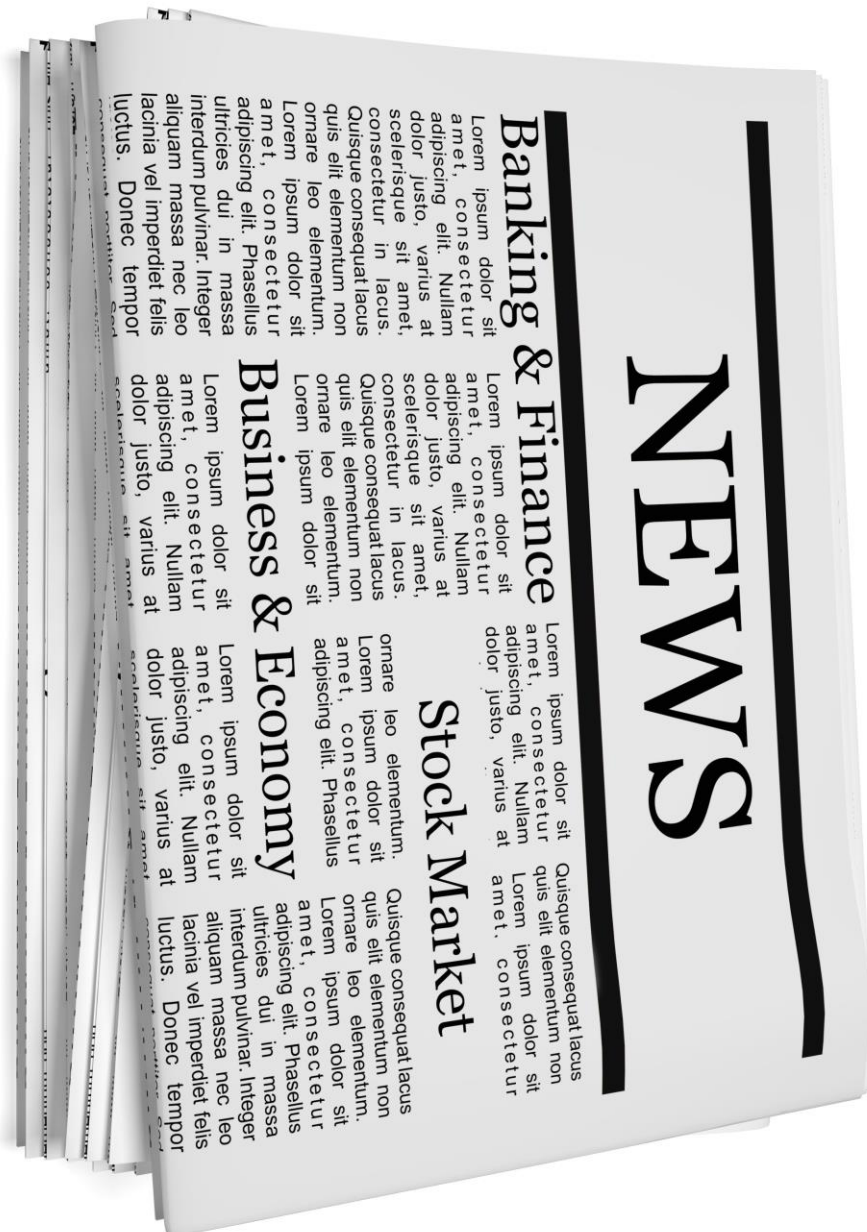 NEWS
Banking & Finance
Lorem ipsum dolor sit
amet, consectetur
adipiscing elit. Nullam
dolor justo, varius at
scelerisque sit amet,
consectetur in lacus.
Quisque consequat lacus
quis elit elementum non
ornare leo elementum.
Lorem ipsum dolor sit
amet, consectetur
adipiscing elit. Phasellus
ultricies dui in massa
interdum pulvinar. Integer
aliquam massa nec leo
lacinia vel imperdiet felis
luctus. Donec tempor
Lorem ipsum dolor sit
amet, consectetur
adipiscing elit. Nullam
dolor justo, varius at
scelerisque sit amet,
consectetur in lacus.
Quisque consequat lacus
quis elit elementum non
ornare leo elementum.
Lorem ipsum dolor sit
Lorem ipsum dolor sit
amet, consectetur
adipiscing elit. Nullam
dolor justo, varius at
Quisque consequat lacus
quis elit elementum non
Lorem ipsum dolor sit
amet. consectetur
Stock Market
ornare leo elementum.
Lorem ipsum dolor sit
amet, consectetur
adipiscing elit. Phasellus
Quisque consequat lacus
quis elit elementum non
ornare leo elementum.
Lorem ipsum dolor sit
amet, consectetur
adipiscing elit. Phasellus
ultricies dui in massa
interdum pulvinar. Integer
aliquam massa nec leo
lacinia vel imperdiet felis
luctus. Donec tempor
Business & Economy
Lorem ipsum dolor sit
amet, consectetur
adipiscing elit. Nullam
dolor justo, varius at
scelerisque sit amet
Lorem ipsum dolor sit
amet, consectetur
adipiscing elit. Nullam
dolor justo, varius at
scelerisque sit amet